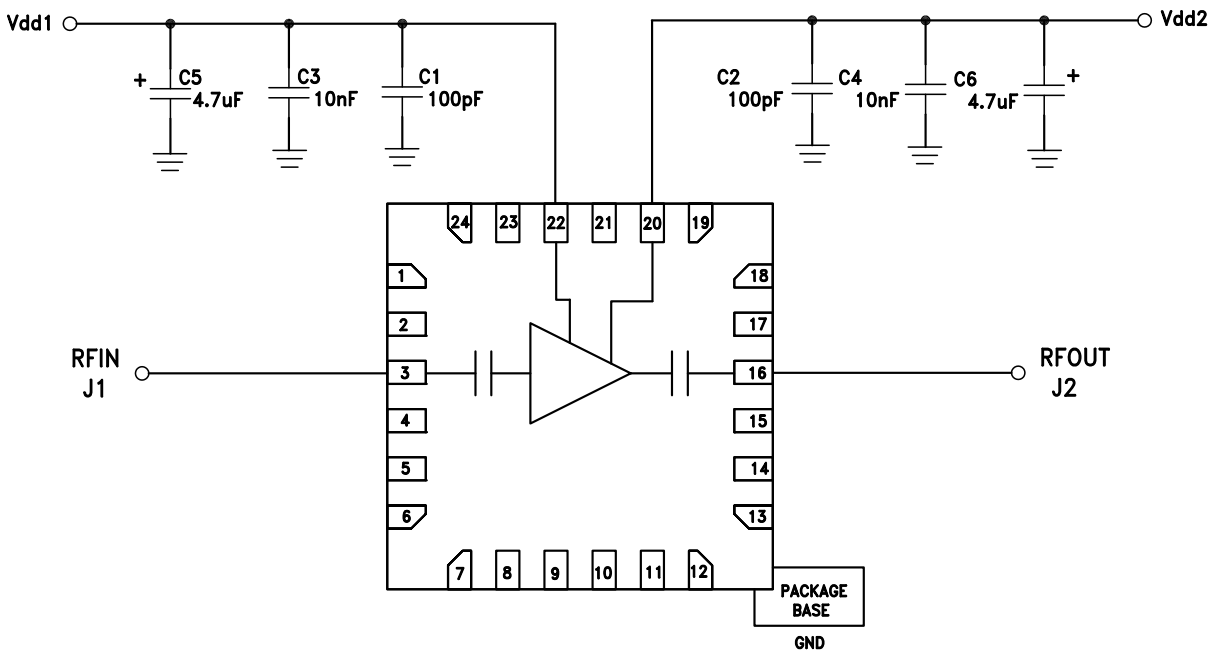 Vdd1
Vdd2
+ C5
4.7uF
C3
10nF
C1
100pF
C2
100pF
C4
10nF
C6
4.7uF +
24 23 22 21 20 19
1
2
3
4
5
6
18
17
16
15
14
13
RFIN
J1
RFOUT
J2
7 8 9 10 11 12
PACKAGE
BASE
GND